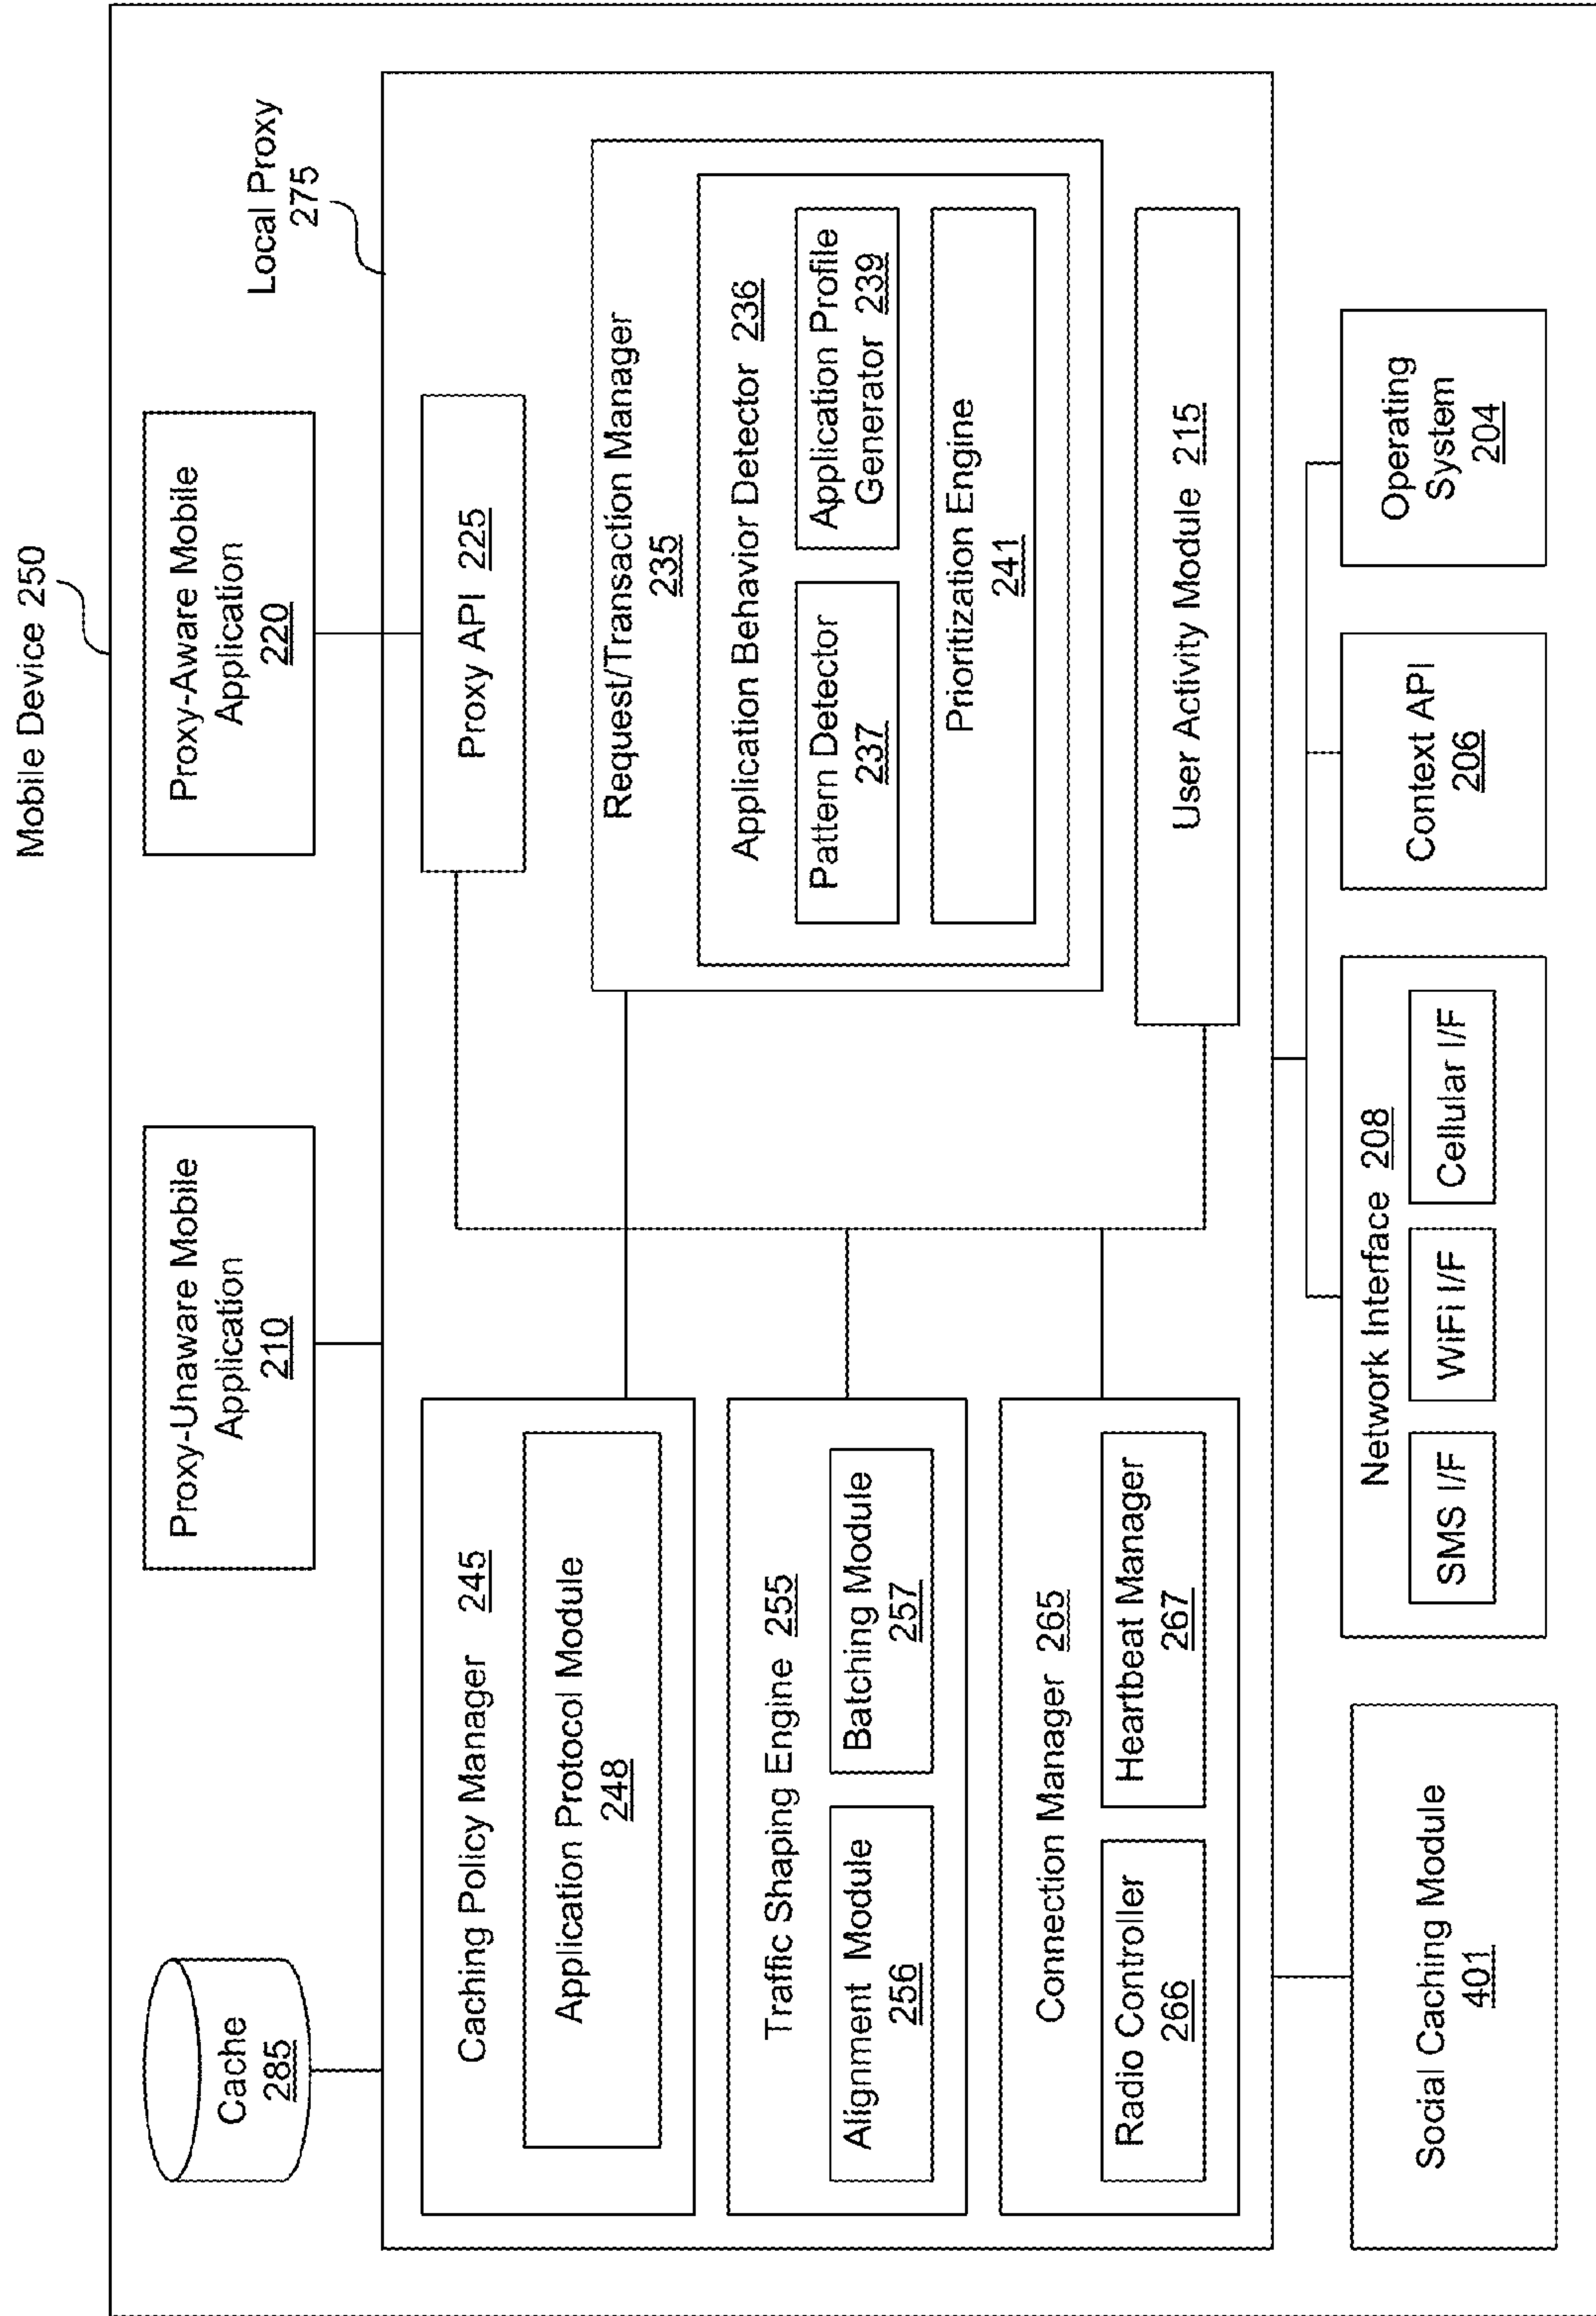 Mobile Device 250
Local Proxy
275
Cache
285
Proxy-Unaware Mobile
Application
210
Proxy-Aware Mobile
Application
220
Caching Policy Manager 245
Application Protocol Module
248
Proxy API 225
Traffic Shaping Engine 255
Alignment Module
256
Batching Module
257
Request/Transaction Manager
235
Application Behavior Detector 236
Pattern Detector
237
Application Profile
Generator 239
Prioritization Engine
241
Connection Manager 265
Radio Controller
266
Heartbeat Manager
267
User Activity Module 215
Social Caching Module
401
Network Interface 208
SMS I/F
WiFi I/F
Cellular I/F
Context API
206
Operating
System
204